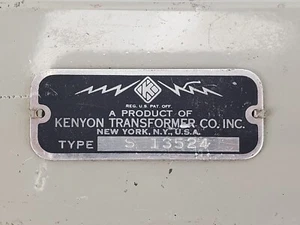 K
REG. U.S. PAT. OFF.
A PRODUCT OF
KENYON TRANSFORMER CO. INC.
NEW YORK, N.Y., U.S.A.
TYPE S 13524